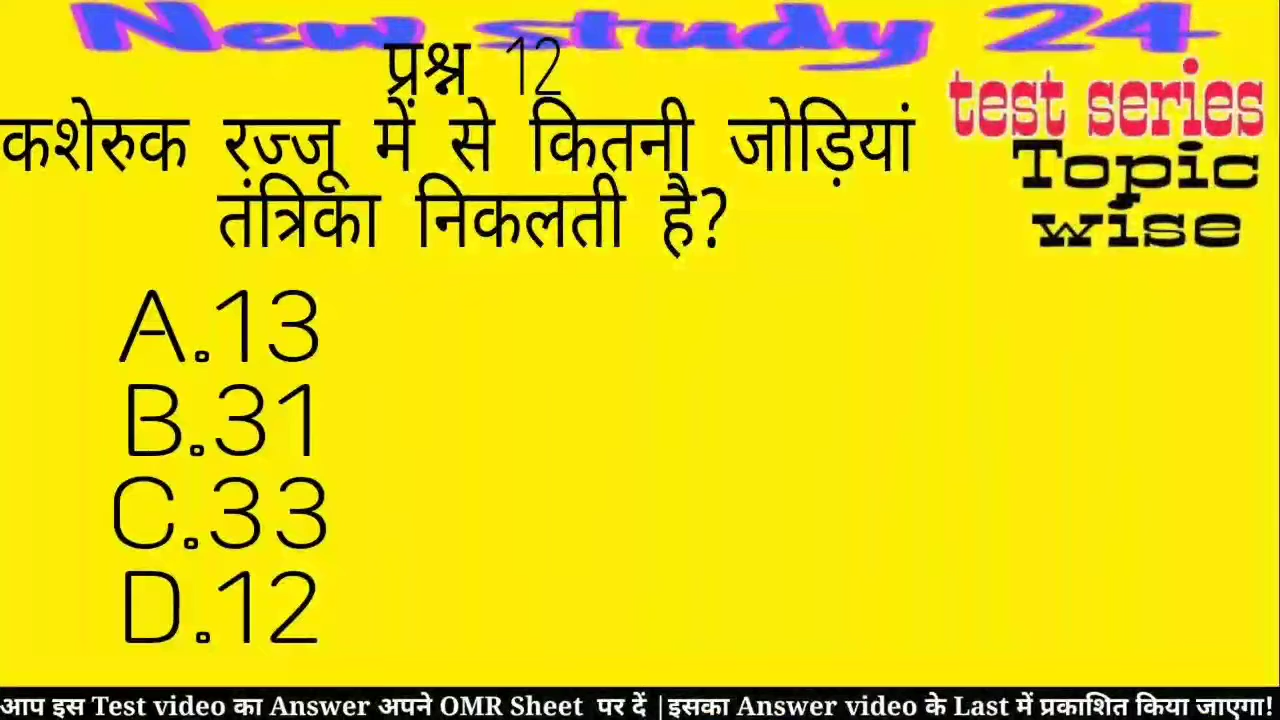 New study 24
प्रश्न 12
कशेरुक रज्जू में से कितनी जोड़ियां
तंत्रिका निकलती है?
test series
Topic
wise
A.13
B.31
C.33
D.12
आप इस Test video का Answer अपने OMR Sheet पर दें |इसका Answer video के Last में प्रकाशित किया जाएगा!